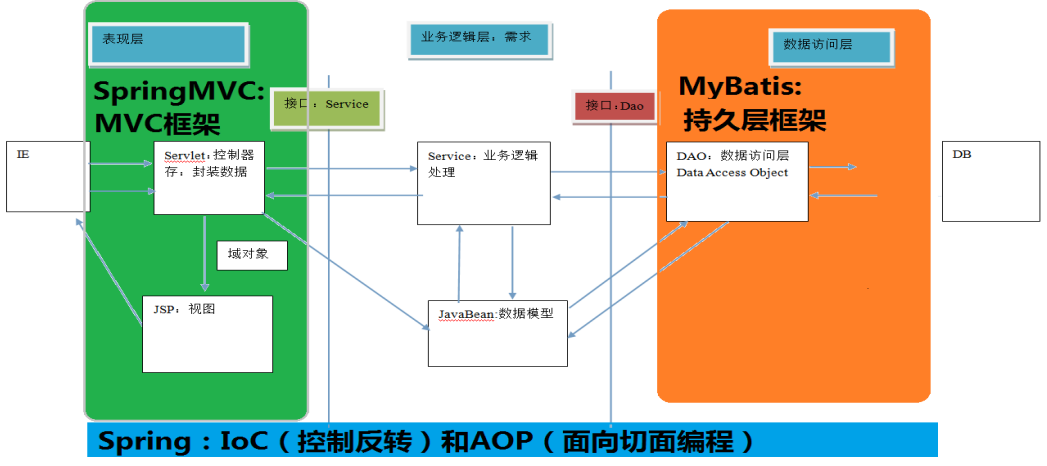 表现层
业务逻辑层：需求
数据访问层
SpringMVC:
MVC框架
接口：Service
接口:Dao
MyBatis:
持久层框架
IE
Servlet:控制器
存：封装数据
Service：业务逻辑
处理
DAO：数据访问层
Data Access Object
DB
域对象
JSP：视图
JavaBean:数据模型
Spring：IoC（控制反转）和AOP（面向切面编程）